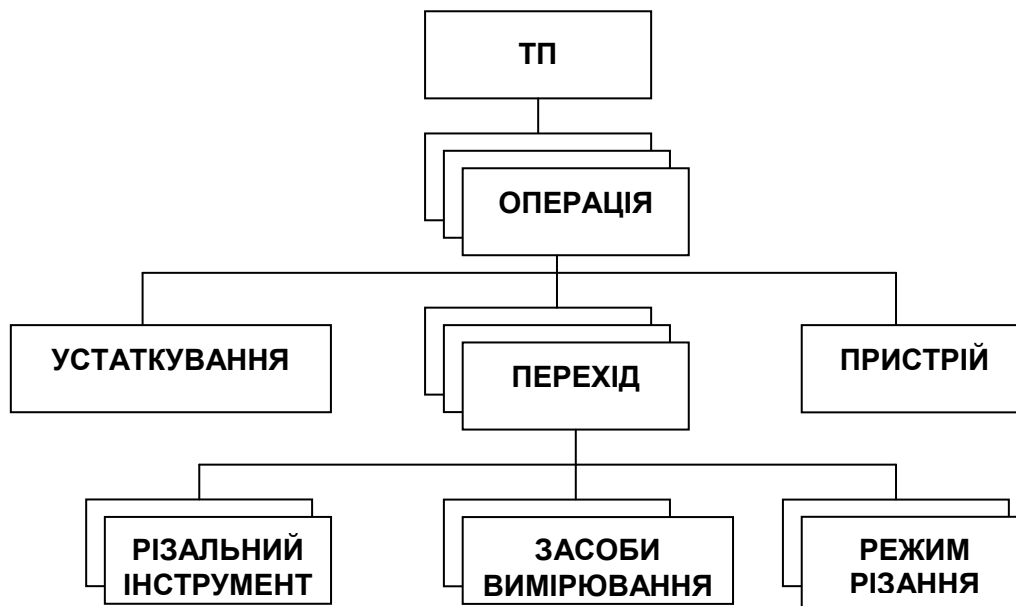 ТП
ОПЕРАЦІЯ
УСТАТКУВАННЯ
ПЕРЕХІД
ПРИСТРІЙ
РІЗАЛЬНИЙ
ІНСТРУМЕНТ
ЗАСОБИ
ВИМІРЮВАННЯ
РЕЖИМ
РІЗАННЯ